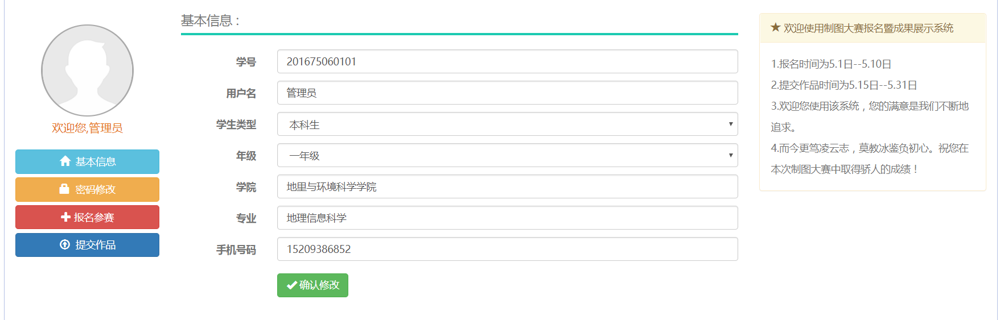 欢迎您,管理员
基本信息
密码修改
报名参赛
提交作品
基本信息：
学号 201675060101
用户名 管理员
学生类型 本科生
年级 一年级
学院 地里与环境科学学院
专业 地理信息科学
手机号码 15209386852
确认修改
★ 欢迎使用制图大赛报名暨成果展示系统
1.报名时间为5.1日--5.10日
2.提交作品时间为5.15日--5.31日
3.欢迎您使用该系统，您的满意是我们不断地
追求。
4.而今更笃凌云志，莫教冰鉴负初心。祝您在
本次制图大赛中取得骄人的成绩！